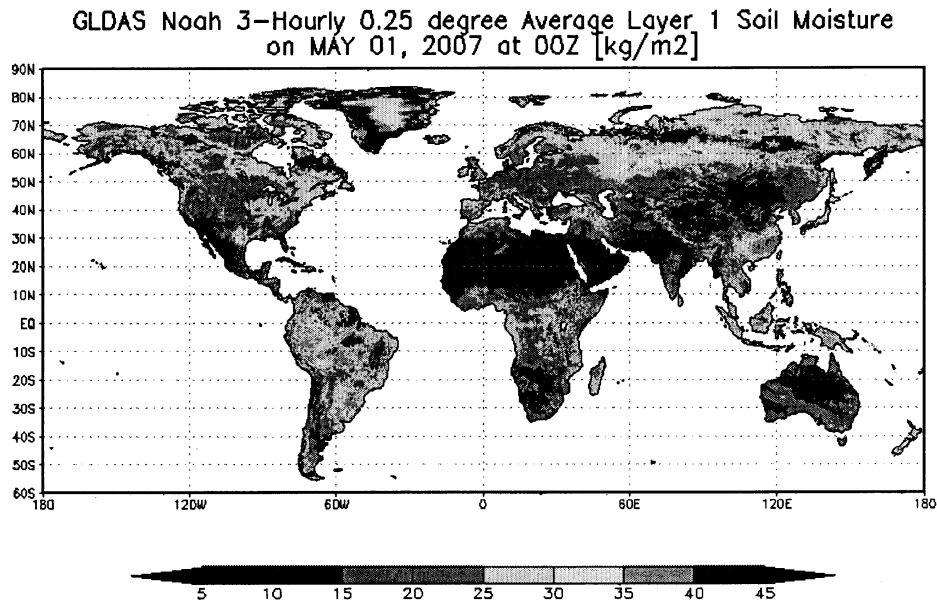 GLDAS Noah 3-Hourly 0.25 degree Average Layer 1 Soil Moisture
on MAY 01, 2007 at 00Z [kg/m2]
90N
80N
70N
60N
50N
40N
30N
20N
10N
EQ
10S
20S
30S
40S
50S
60S
180 120W 60W 0 60E 120E 180
5 10 15 20 25 30 35 40 45